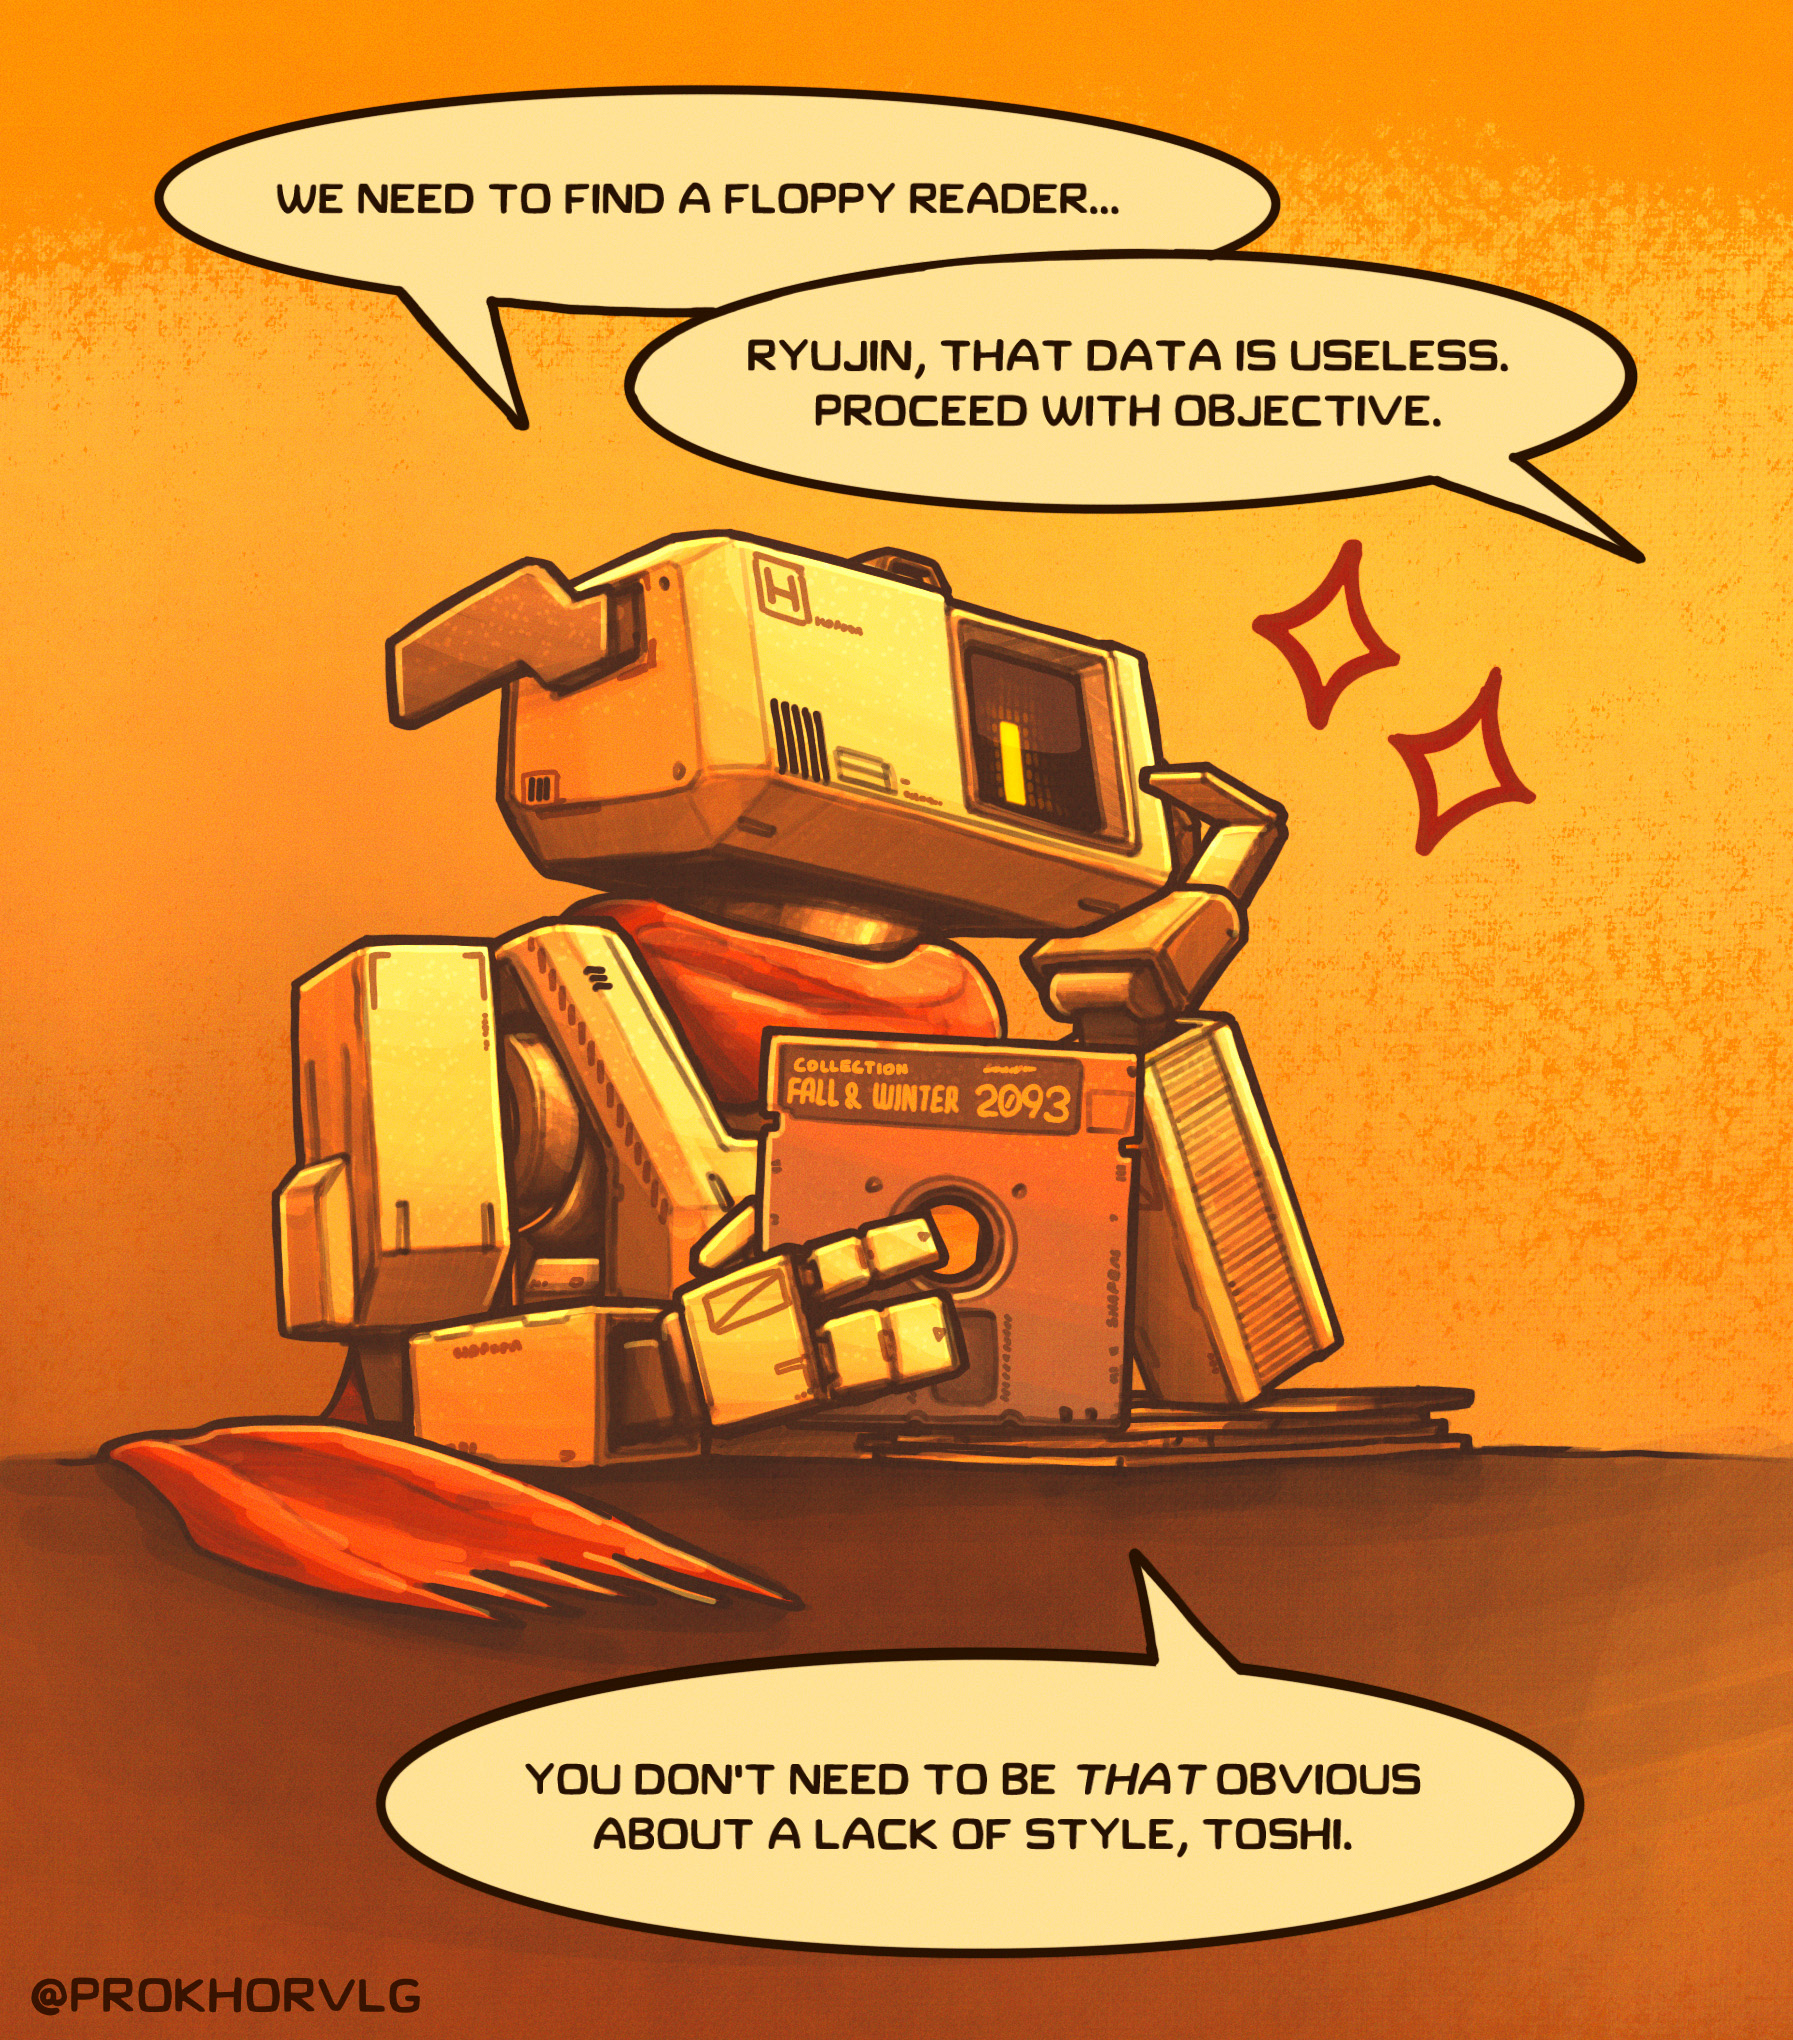 WE NEED TO FIND A FLOPPY READER...
RYUJIN, THAT DATA IS USELESS.
PROCEED WITH OBJECTIVE.
H
COLLECTION
FALL & WINTER 2093
YOU DON'T NEED TO BE THAT OBVIOUS
ABOUT A LACK OF STYLE, TOSHI.
@PROKHORVLG